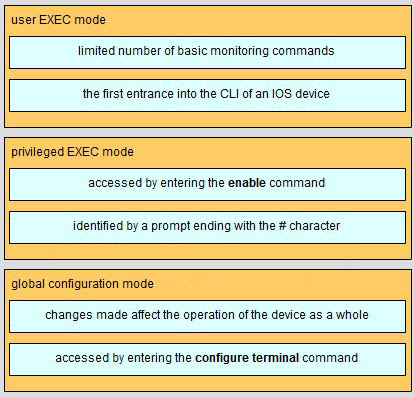 user EXEC mode
limited number of basic monitoring commands
the first entrance into the CLI of an IOS device
privileged EXEC mode
accessed by entering the enable command
identified by a prompt ending with the # character
global configuration mode
changes made affect the operation of the device as a whole
accessed by entering the configure terminal command